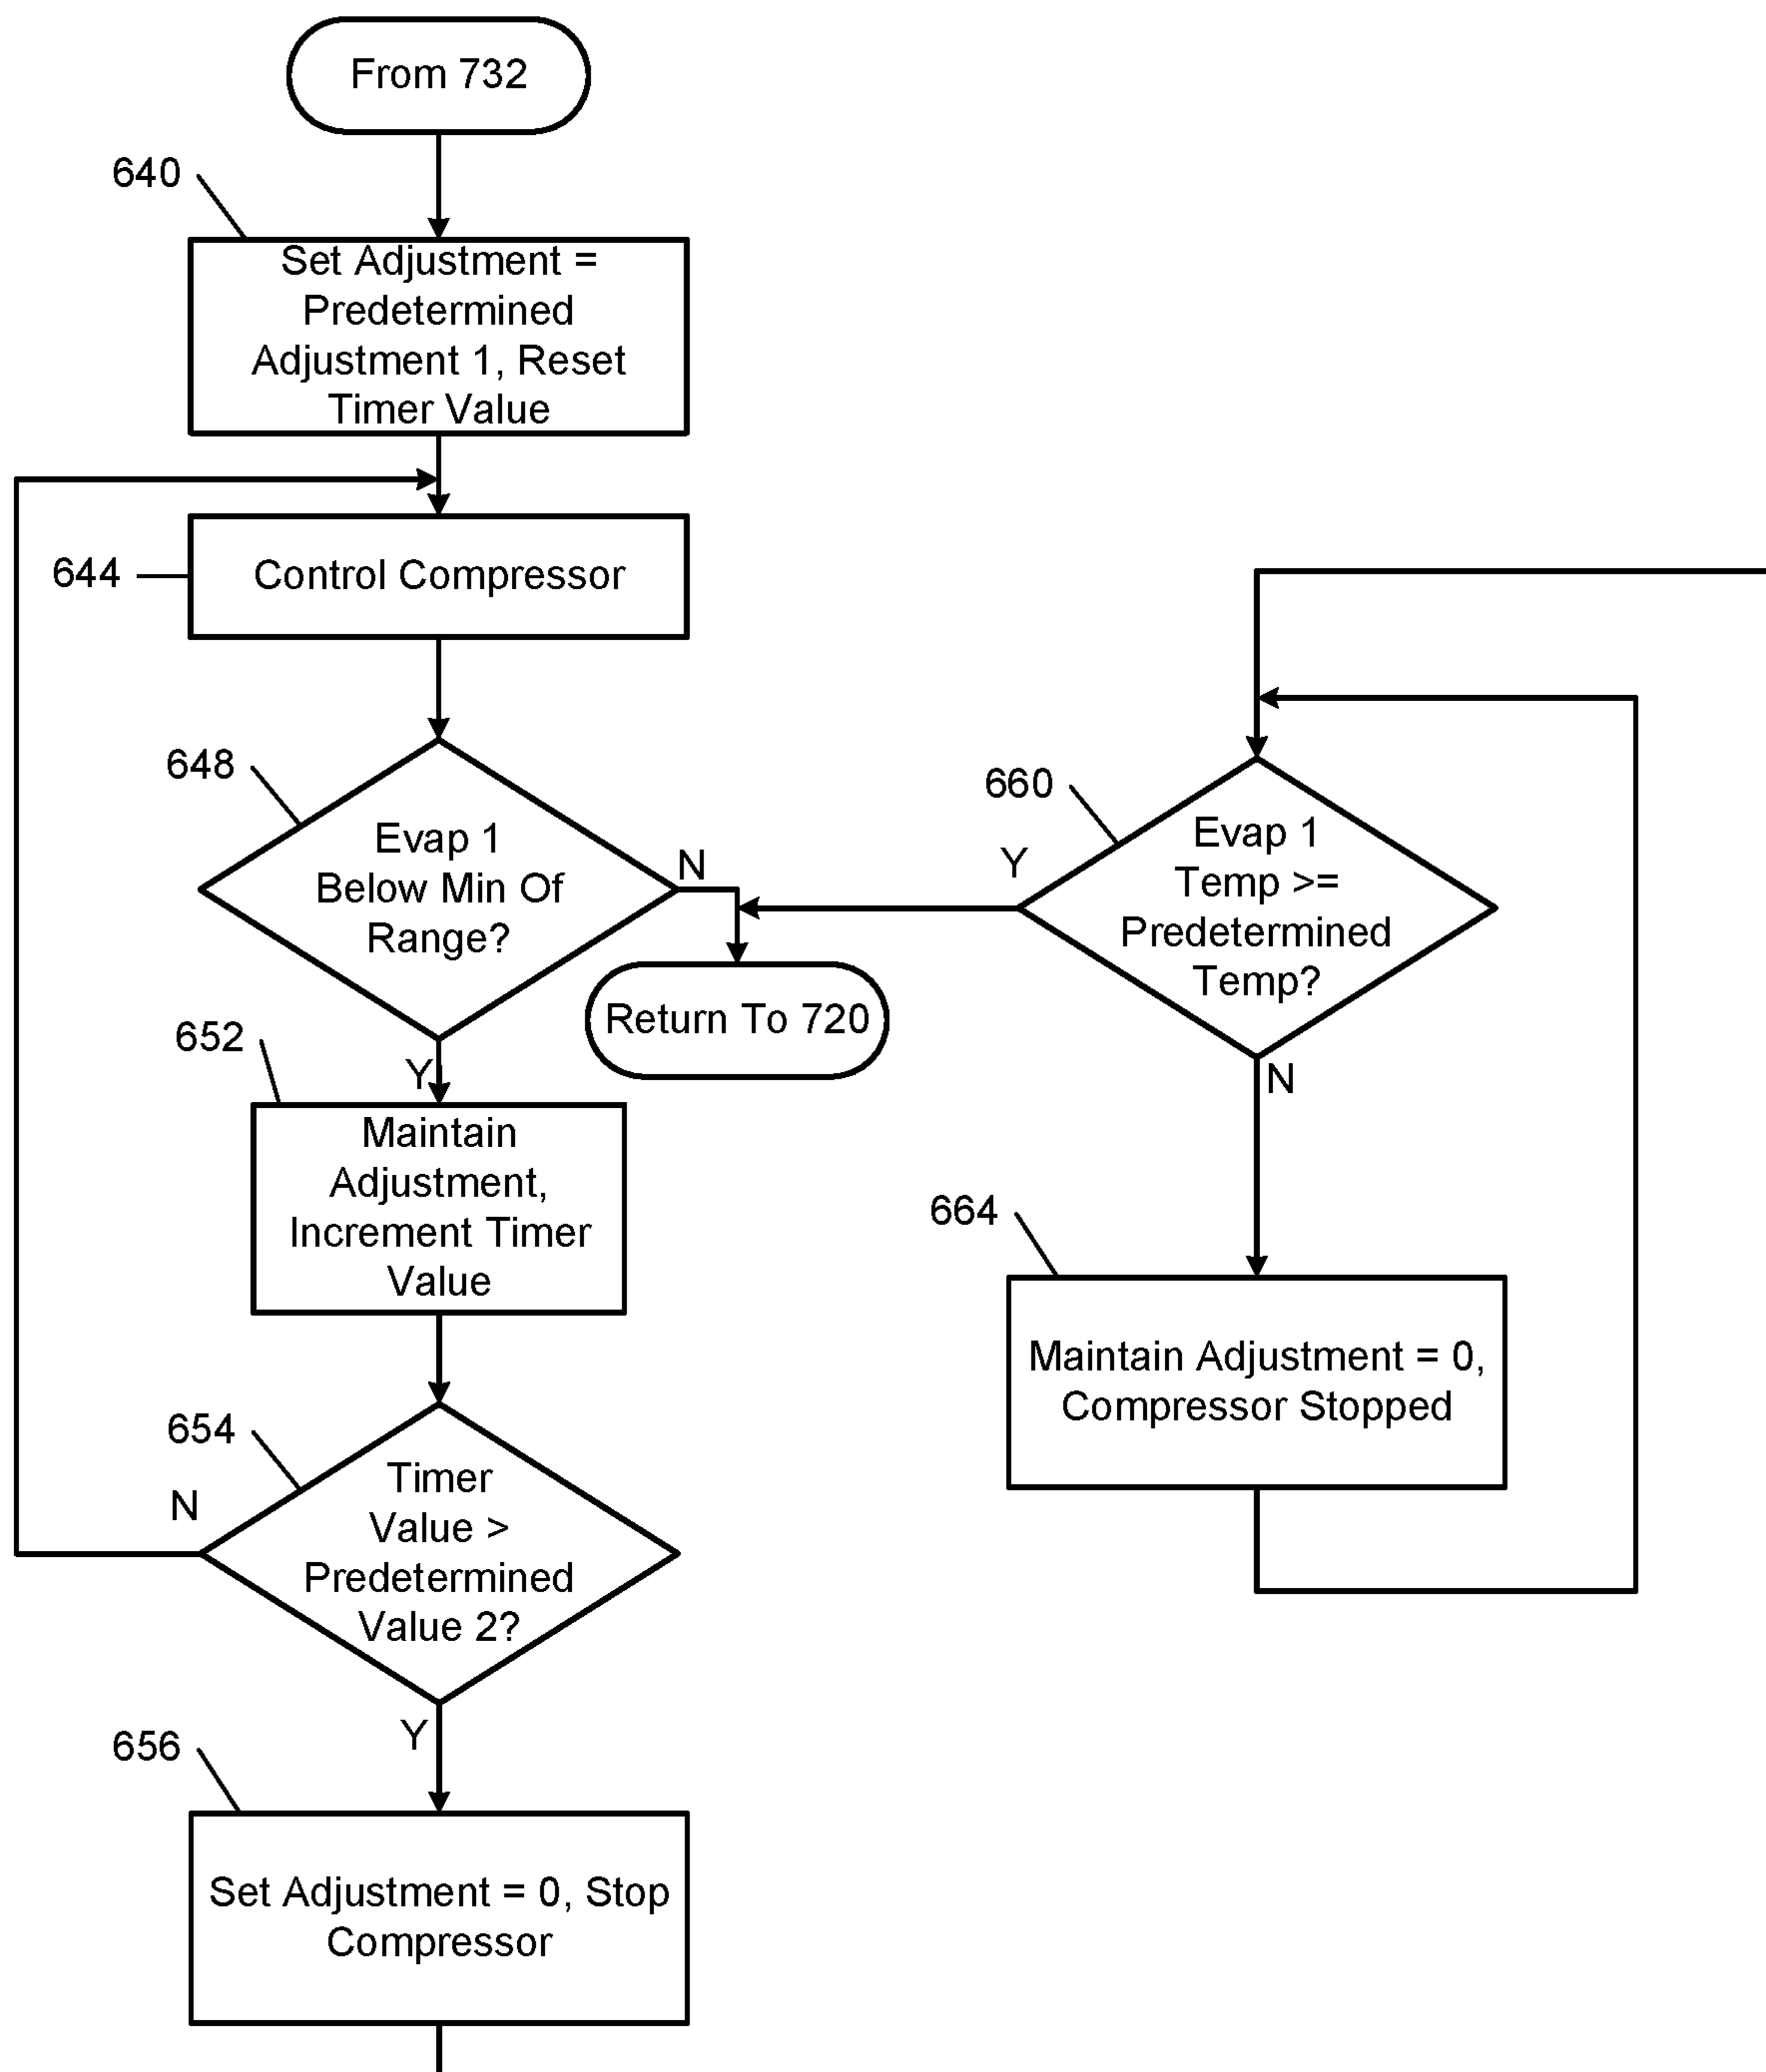 From 732
640
Set Adjustment =
Predetermined
Adjustment 1, Reset
Timer Value
644
Control Compressor
648
Evap 1
Below Min Of
Range?
N
Y
Return To 720
652
Maintain
Adjustment,
Increment Timer
Value
654
Timer
Value >
Predetermined
Value 2?
N
Y
656
Set Adjustment = 0, Stop
Compressor
660
Evap 1
Temp >=
Predetermined
Temp?
Y
N
664
Maintain Adjustment = 0,
Compressor Stopped